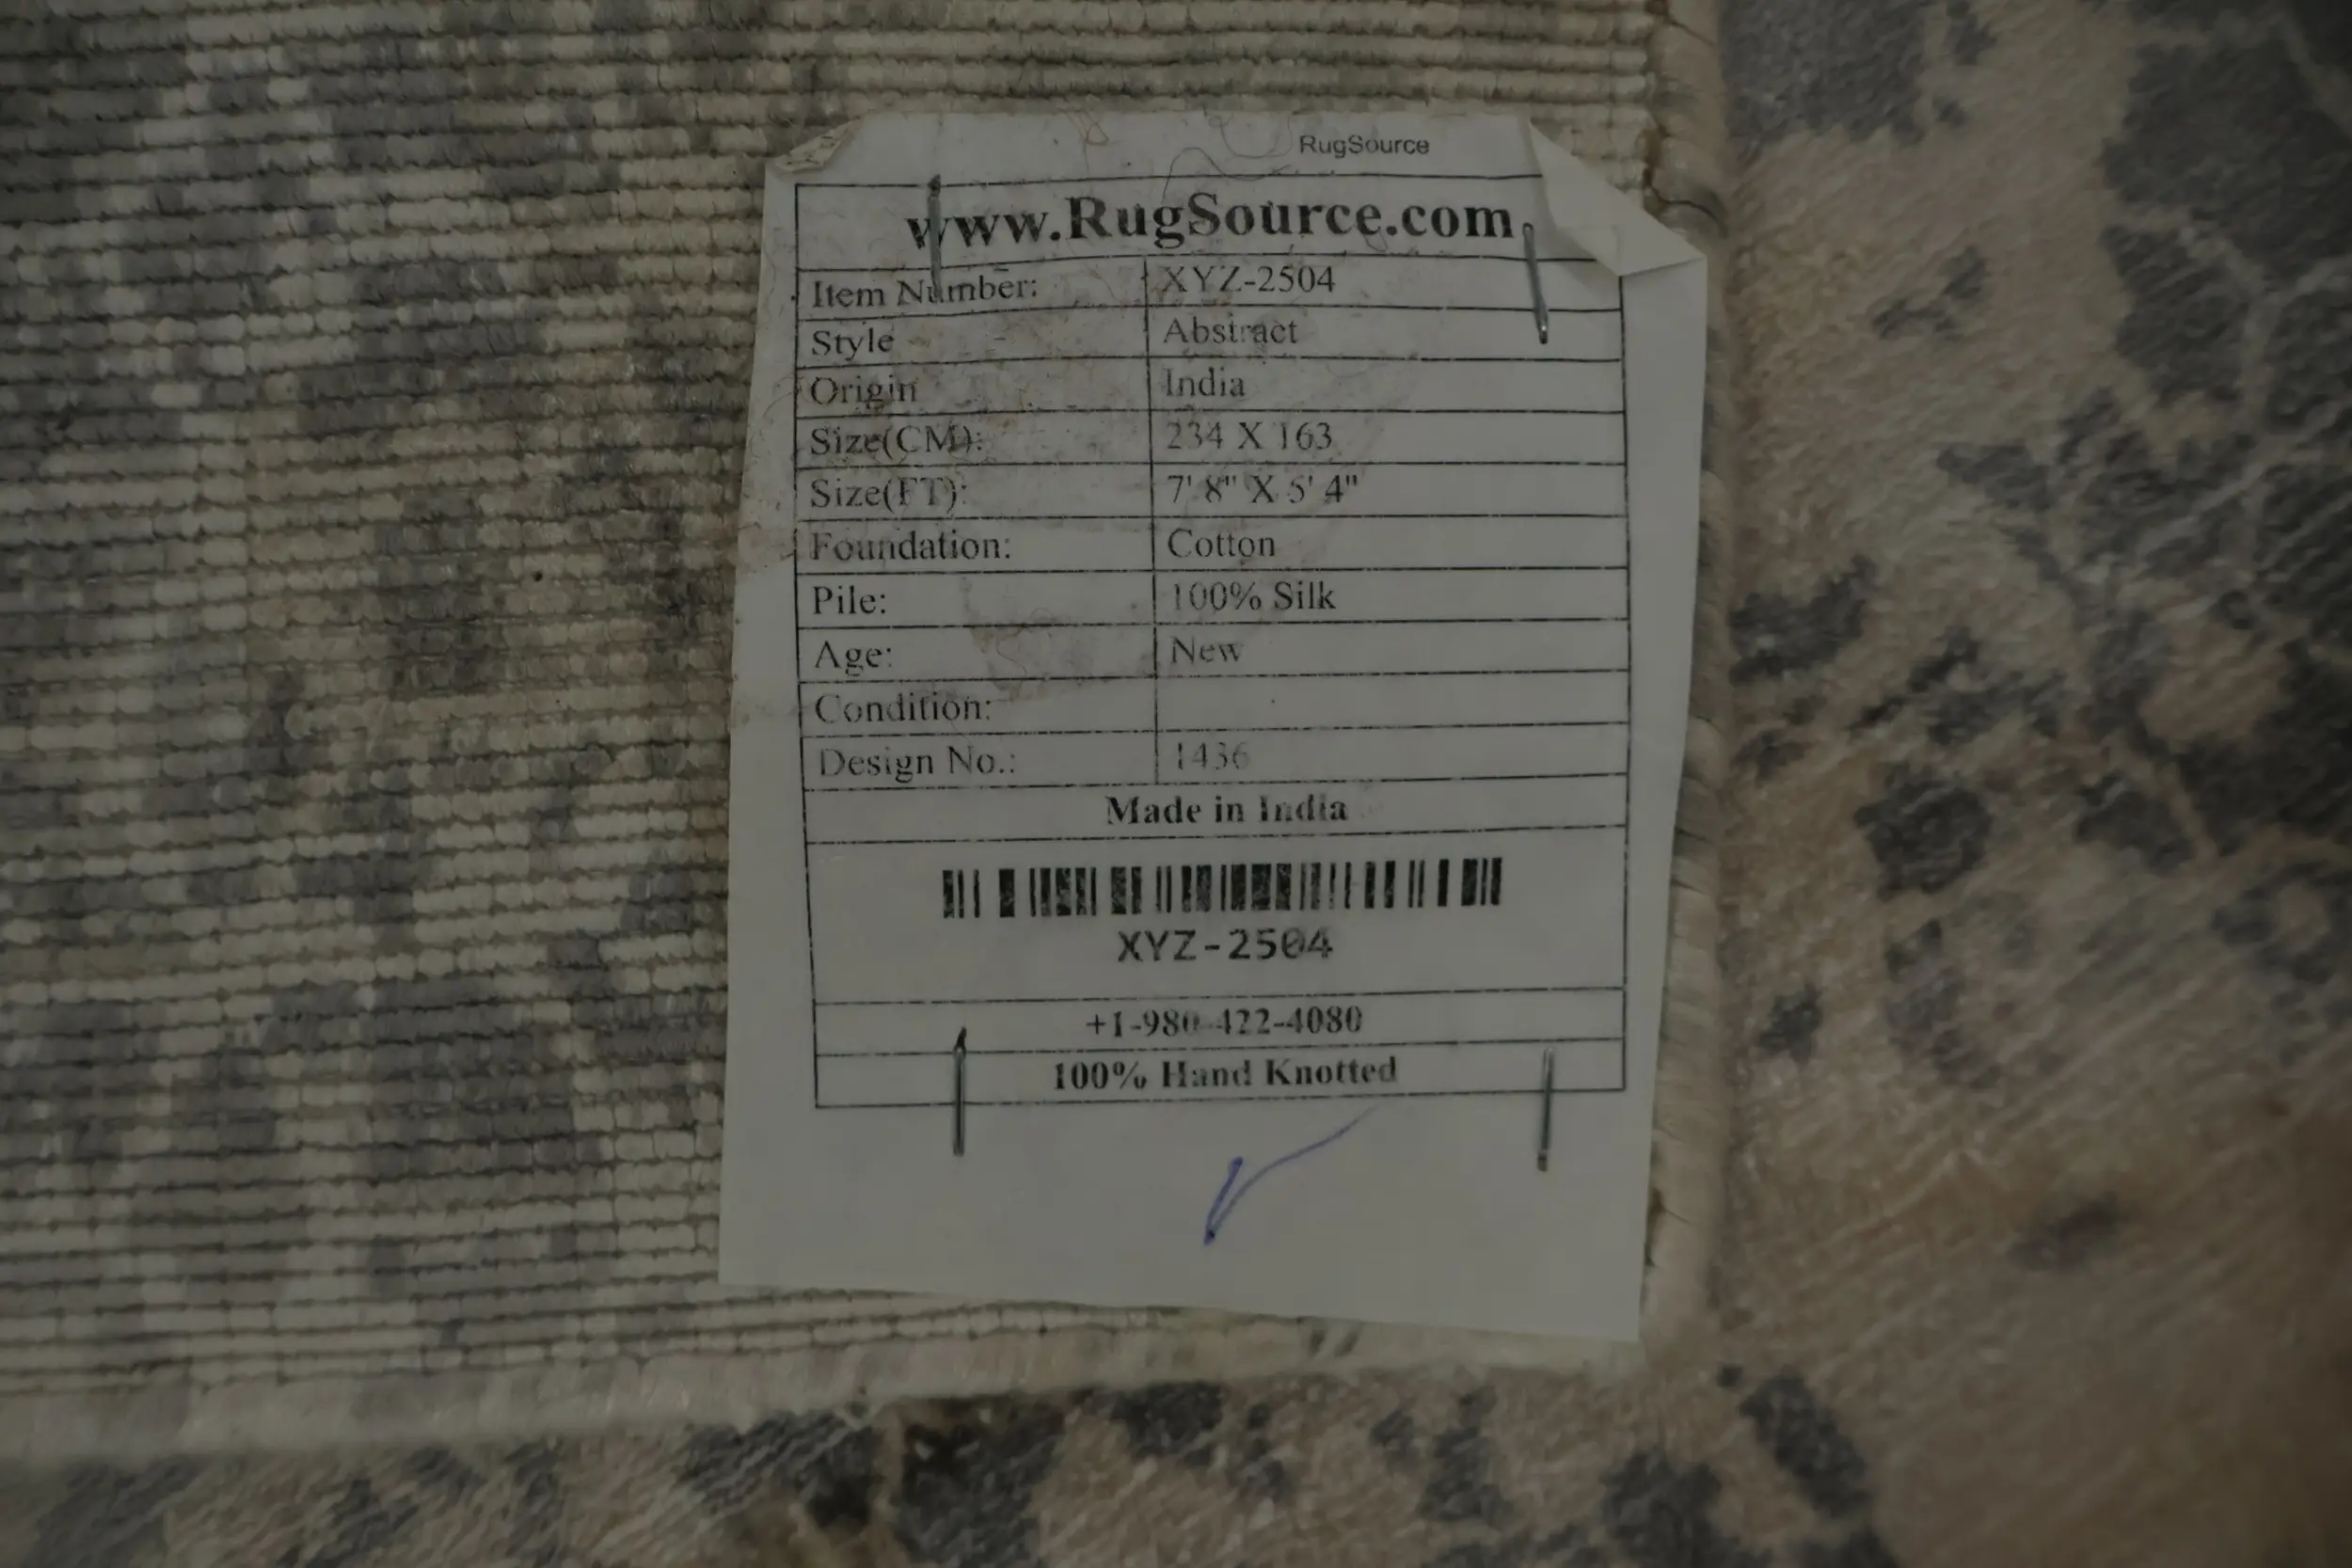 RugSource
www.RugSource.com
Item Number: XYZ-2504
Style Abstract
Origin India
Size(CM): 234 X 163
Size(FT): 7' 8" X 5' 4"
Foundation: Cotton
Pile: 100% Silk
Age: New
Condition:
Design No.: 1436
Made in India
XYZ-2504
+1-980-422-4080
100% Hand Knotted